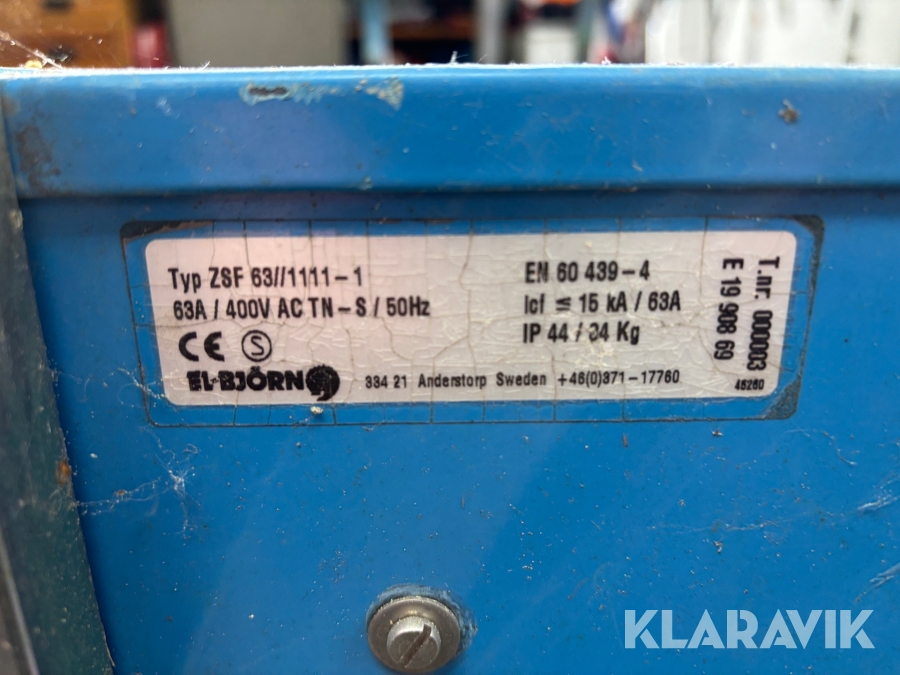 Typ ZSF 63//1111-1
63A / 400V AC TN-S / 50Hz
CE S
EL-BJÖRN
334 21 Anderstorp Sweden +46(0)371-17760
EN 60 439-4
Icf ≤ 15 kA / 63A
IP 44 / 34 Kg
T.nr. 000003
E 19 908 69
45260
KLARAVIK